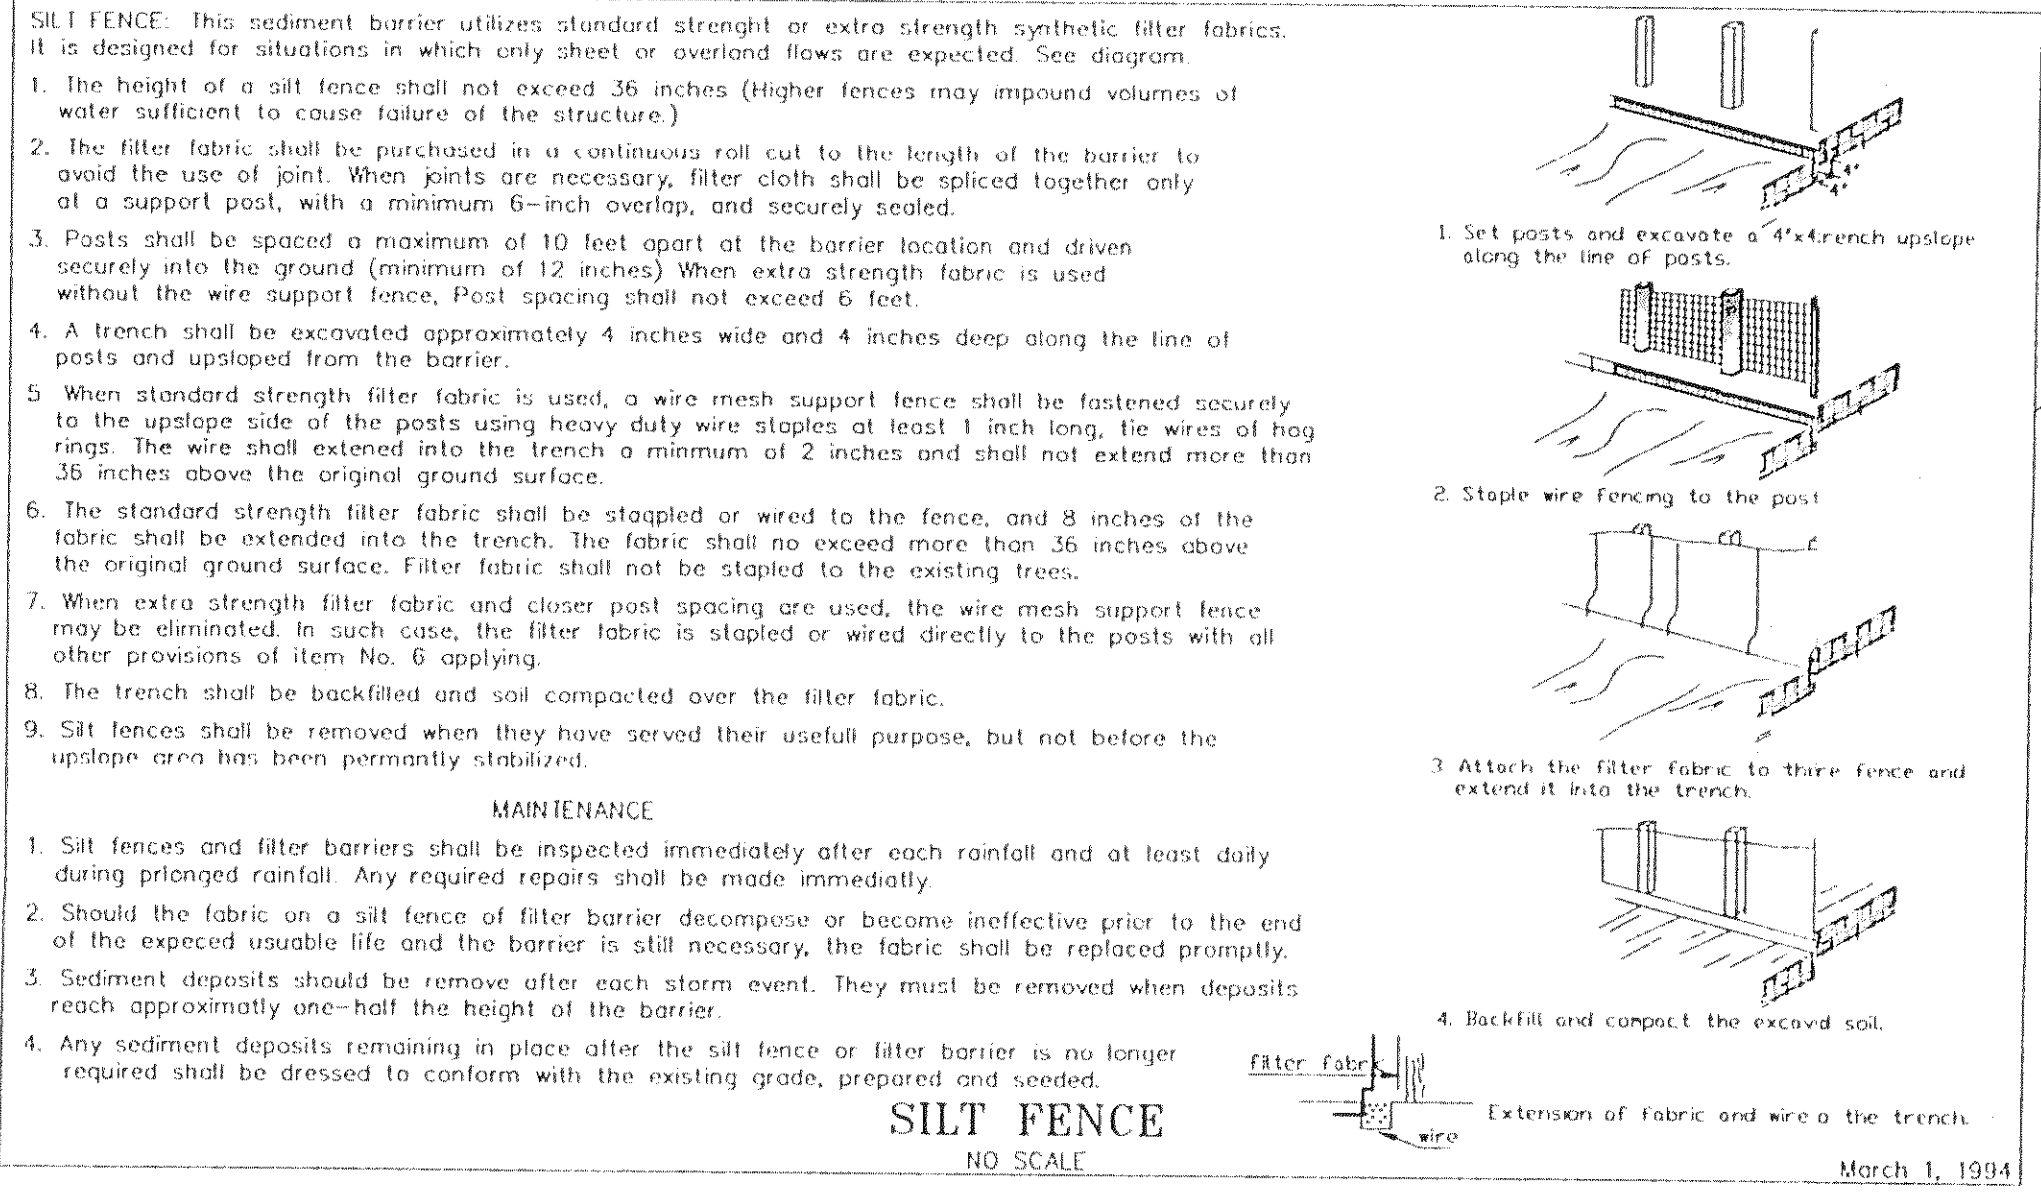 SILT FENCE: This sediment barrier utilizes standard strenght or extra strength synthetic filter fabrics.
It is designed for situations in which only sheet or overland flows are expected. See diagram.
1. The height of a silt fence shall not exceed 36 inches (Higher fences may impound volumes of
water sufficient to cause failure of the structure.)
2. The filter fabric shall be purchased in a continuous roll cut to the length of the barrier to
avoid the use of joint. When joints are necessary, filter cloth shall be spliced together only
at a support post, with a minimum 6-inch overlap, and securely sealed.
3. Posts shall be spaced a maximum of 10 feet apart at the barrier location and driven
securely into the ground (minimum of 12 inches) When extra strength fabric is used
without the wire support fence, Post spacing shall not exceed 6 feet.
4. A trench shall be excavated approximately 4 inches wide and 4 inches deep along the line of
posts and upsloped from the barrier.
5 When standard strength filter fabric is used, a wire mesh support fence shall be fastened securely
to the upslope side of the posts using heavy duty wire staples at least 1 inch long, tie wires of hog
rings. The wire shall extened into the trench a minmum of 2 inches and shall not extend more than
36 inches above the original ground surface.
6. The standard strength filter fabric shall be staqpled or wired to the fence, and 8 inches of the
fabric shall be extended into the trench. The fabric shall no exceed more than 36 inches above
the original ground surface. Filter fabric shall not be stapled to the existing trees.
7. When extra strength filter fabric and closer post spacing are used, the wire mesh support fence
may be eliminated. In such case, the filter fabric is stapled or wired directly to the posts with all
other provisions of item No. 6 applying.
8. The trench shall be backfilled and soil compacted over the filter fabric.
9. Silt fences shall be removed when they have served their usefull purpose, but not before the
upslope area has been permantly stabilized.
MAINTENANCE
1. Silt fences and filter barriers shall be inspected immediately after each rainfall and at least daily
during prlonged rainfall. Any required repairs shall be made immediatly.
2. Should the fabric on a silt fence of filter barrier decompose or become ineffective prior to the end
of the expeced usuable life and the barrier is still necessary, the fabric shall be replaced promptly.
3. Sediment deposits should be remove after each storm event. They must be removed when deposits
reach approximatly one-half the height of the barrier.
4. Any sediment deposits remaining in place after the silt fence or filter barrier is no longer
required shall be dressed to conform with the existing grade, prepared and seeded.
SILT FENCE
NO SCALE
4"
4"
1. Set posts and excavate a 4"x4:rench upslope
along the line of posts.
2. Staple wire fencing to the post
3 Attach the filter fabric to thire fence and
extend it into the trench.
4. Backfill and compact the excavd soil.
filter fabric
wire
Extension of fabric and wire o the trench.
March 1, 1994